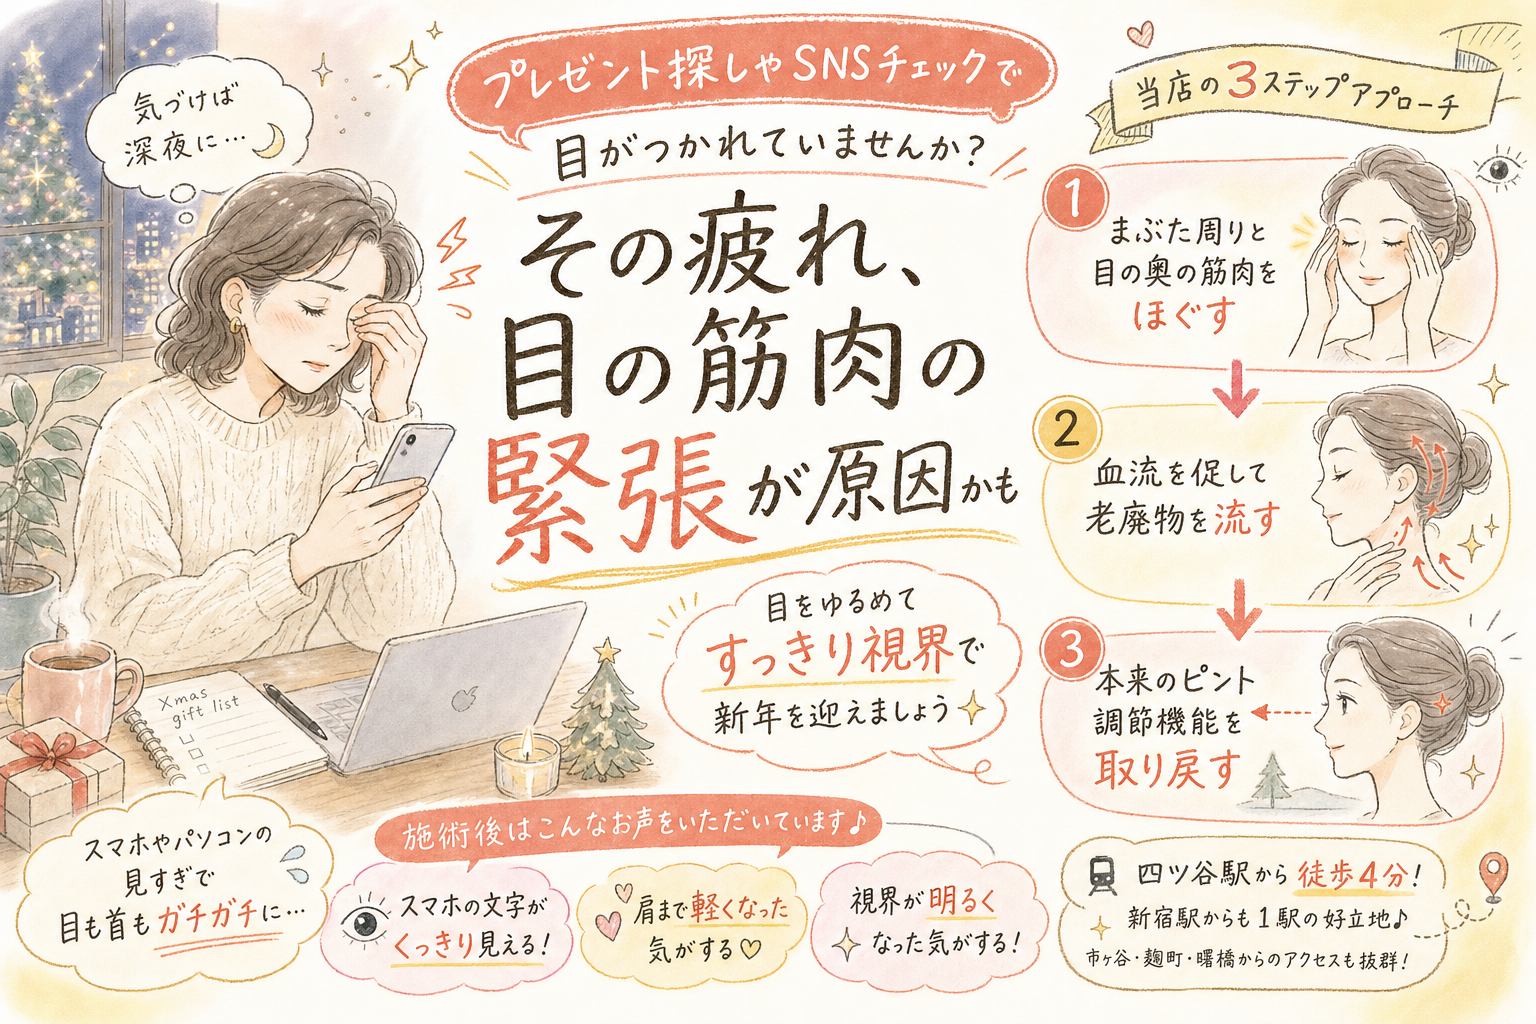 気づけば
深夜に…
プレゼント探しやSNSチェックで
目がつかれていませんか?
その疲れ、
目の筋肉の
緊張が原因かも
目をゆるめて
すっきり視界で
新年を迎えましょう
Xmas
gift list
スマホやパソコンの
見すぎで
目も首もガチガチに…
当店の3ステップアプローチ
1
まぶた周りと
目の奥の筋肉を
ほぐす
2
血流を促して
老廃物を流す
3
本来のピント
調節機能を
取り戻す
施術後はこんなお声をいただいています♪
スマホの文字が
くっきり見える!
肩まで軽くなった
気がする♡
視界が明るく
なった気がする!
四ツ谷駅から徒歩4分!
新宿駅からも1駅の好立地♪
市ヶ谷・麹町・曙橋からのアクセスも抜群!